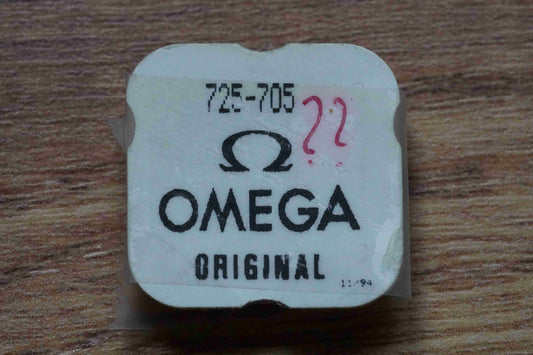 725-705 ??
Ω
OMEGA
ORIGINAL
11/94